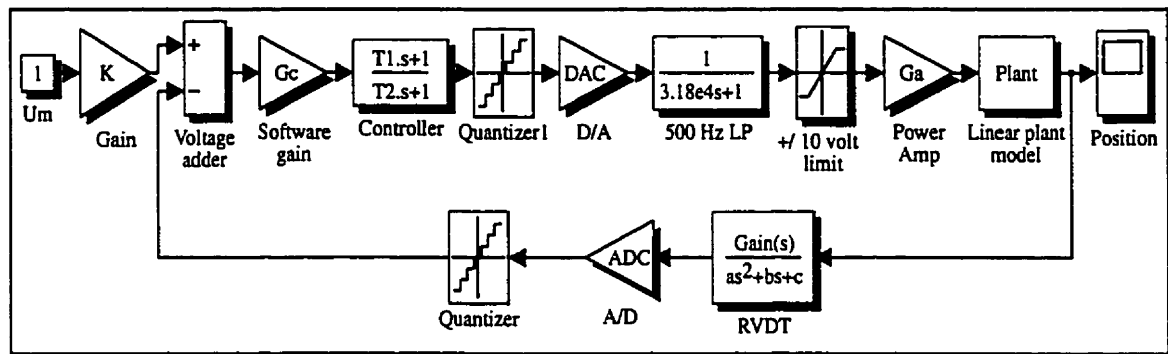 1
Um
K
Gain
+
−
Voltage
adder
Gc
Software
gain
T1.s+1
T2.s+1
Controller
Quantizer1
DAC
D/A
1
3.18e4s+1
500 Hz LP
+/ 10 volt
limit
Ga
Power
Amp
Plant
Linear plant
model
Position
Quantizer
ADC
A/D
Gain(s)
as²+bs+c
RVDT